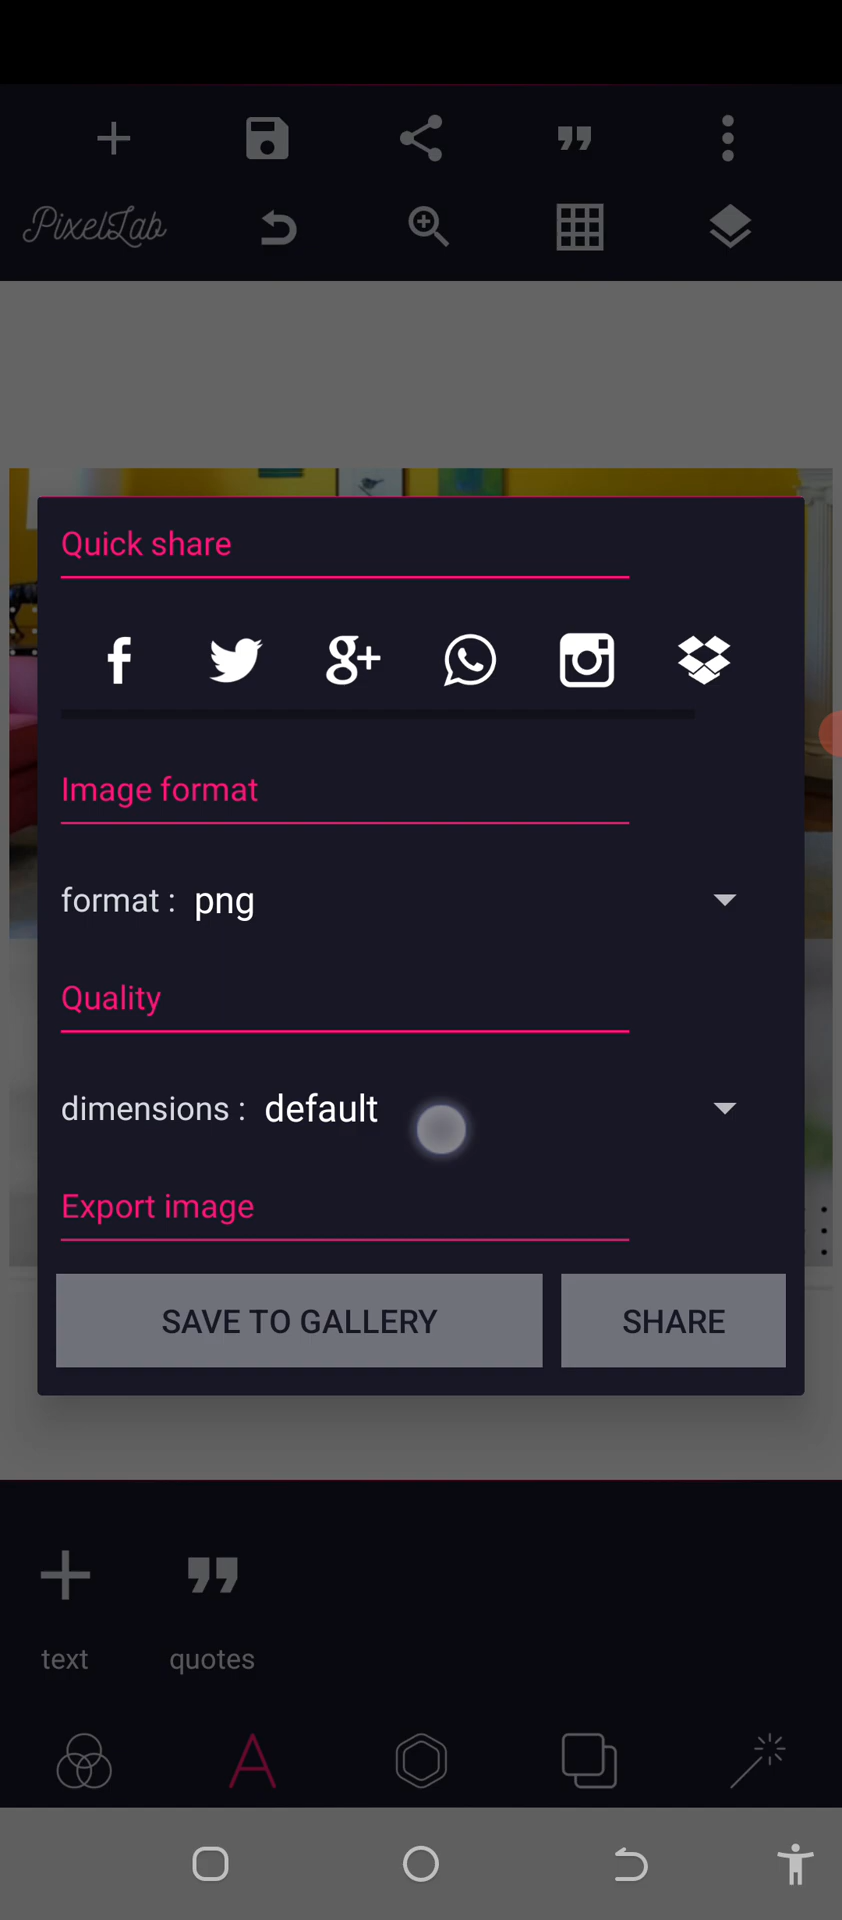 PixelLab
Quick share
Image format
format : png
Quality
dimensions : default
Export image
SAVE TO GALLERY SHARE
text quotes